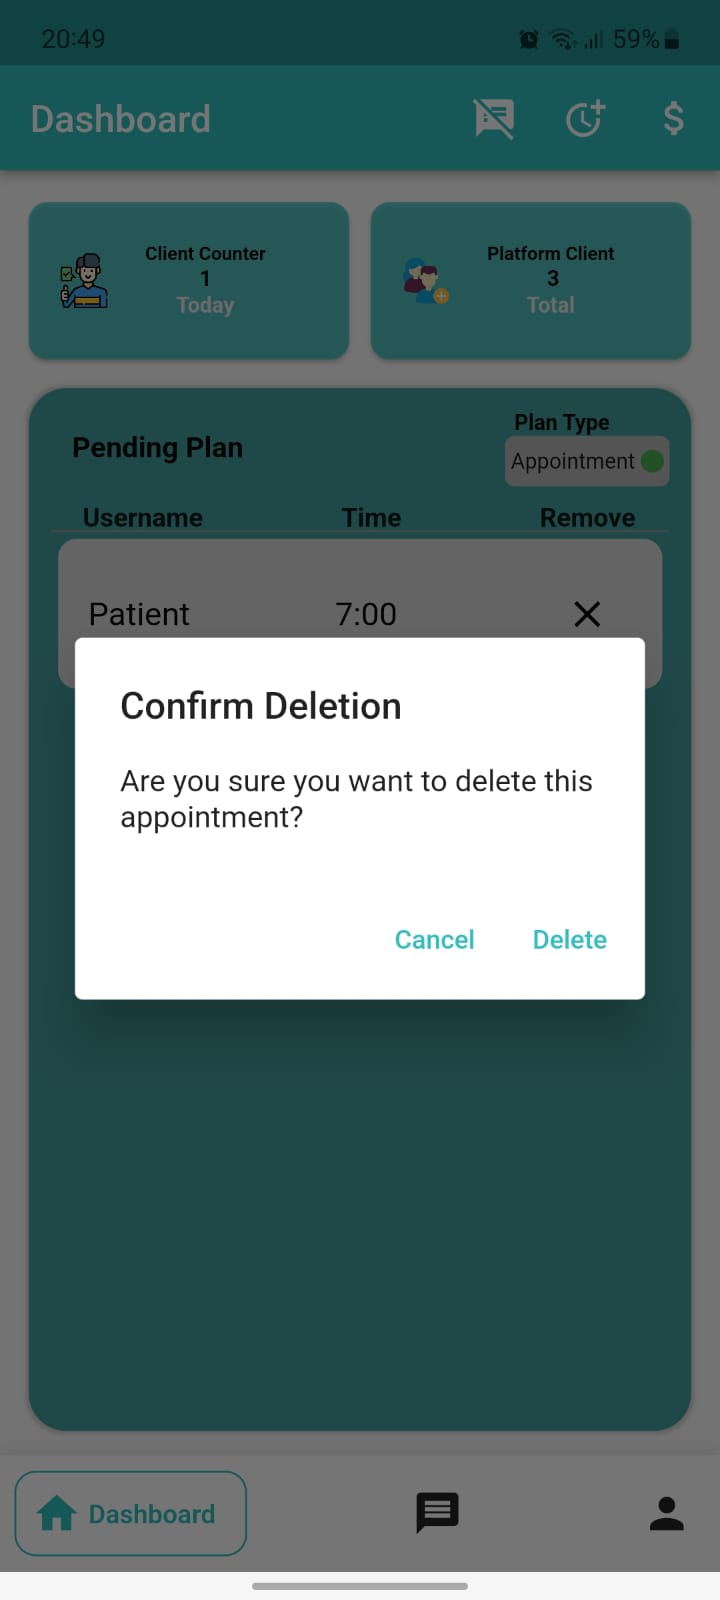 20:49 59%
Dashboard $
Client Counter
1
Today
Platform Client
3
Total
Pending Plan
Plan Type
Appointment
Username Time Remove
Patient 7:00
Confirm Deletion
Are you sure you want to delete this
appointment?
Cancel Delete
Dashboard